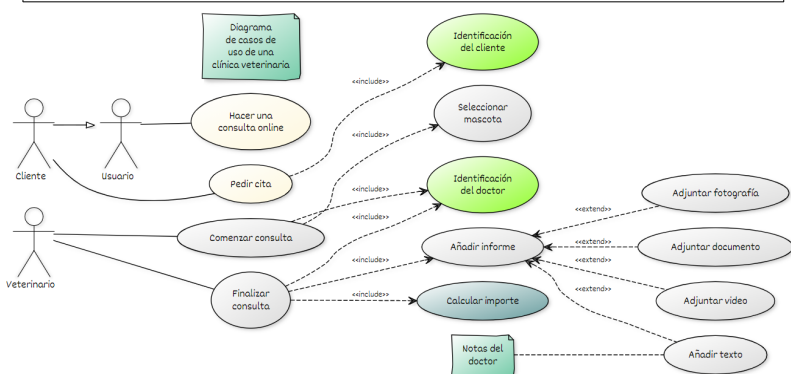 Diagrama
de casos de
uso de una
clínica veterinaria
Identificación
del cliente
<<include>>
Seleccionar
mascota
Hacer una
consulta online
<<include>>
Cliente
Usuario
Pedir cita
Identificación
del doctor
<<include>>
Adjuntar fotografía
<<extend>>
<<include>>
Comenzar consulta
Añadir informe
<<extend>>
Adjuntar documento
Veterinario
<<include>>
<<extend>>
Finalizar
consulta
<<include>>
Calcular importe
<<extend>>
Adjuntar video
Notas del
doctor
Añadir texto